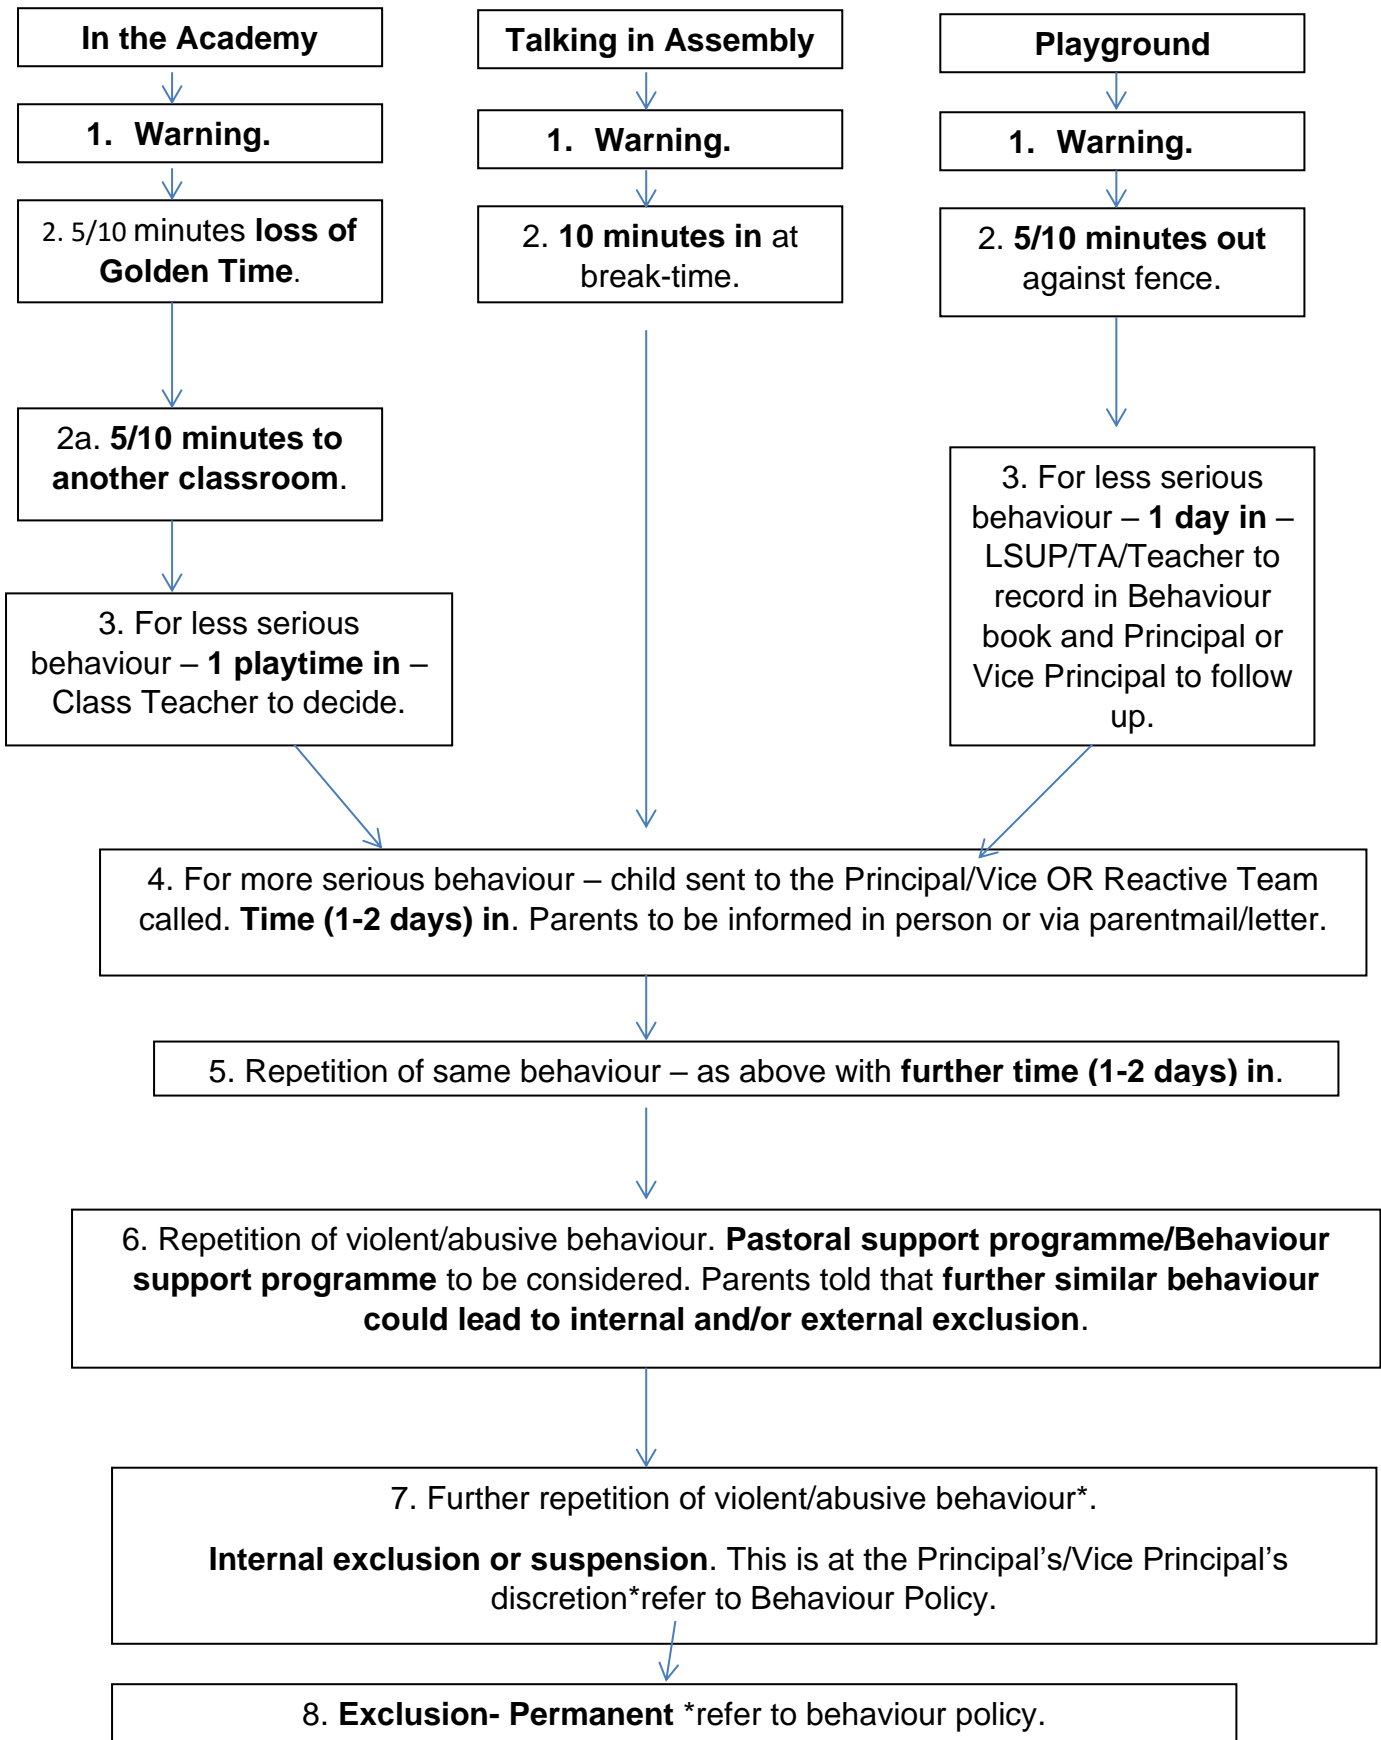 In the Academy
1. Warning.
2. 5/10 minutes loss of
Golden Time.
2a. 5/10 minutes to
another classroom.
3. For less serious
behaviour – 1 playtime in –
Class Teacher to decide.
Talking in Assembly
1. Warning.
2. 10 minutes in at
break-time.
Playground
1. Warning.
2. 5/10 minutes out
against fence.
3. For less serious
behaviour – 1 day in –
LSUP/TA/Teacher to
record in Behaviour
book and Principal or
Vice Principal to follow
up.
4. For more serious behaviour – child sent to the Principal/Vice OR Reactive Team
called. Time (1-2 days) in. Parents to be informed in person or via parentmail/letter.
5. Repetition of same behaviour – as above with further time (1-2 days) in.
6. Repetition of violent/abusive behaviour. Pastoral support programme/Behaviour
support programme to be considered. Parents told that further similar behaviour
could lead to internal and/or external exclusion.
7. Further repetition of violent/abusive behaviour*.
Internal exclusion or suspension. This is at the Principal's/Vice Principal's
discretion*refer to Behaviour Policy.
8. Exclusion- Permanent *refer to behaviour policy.